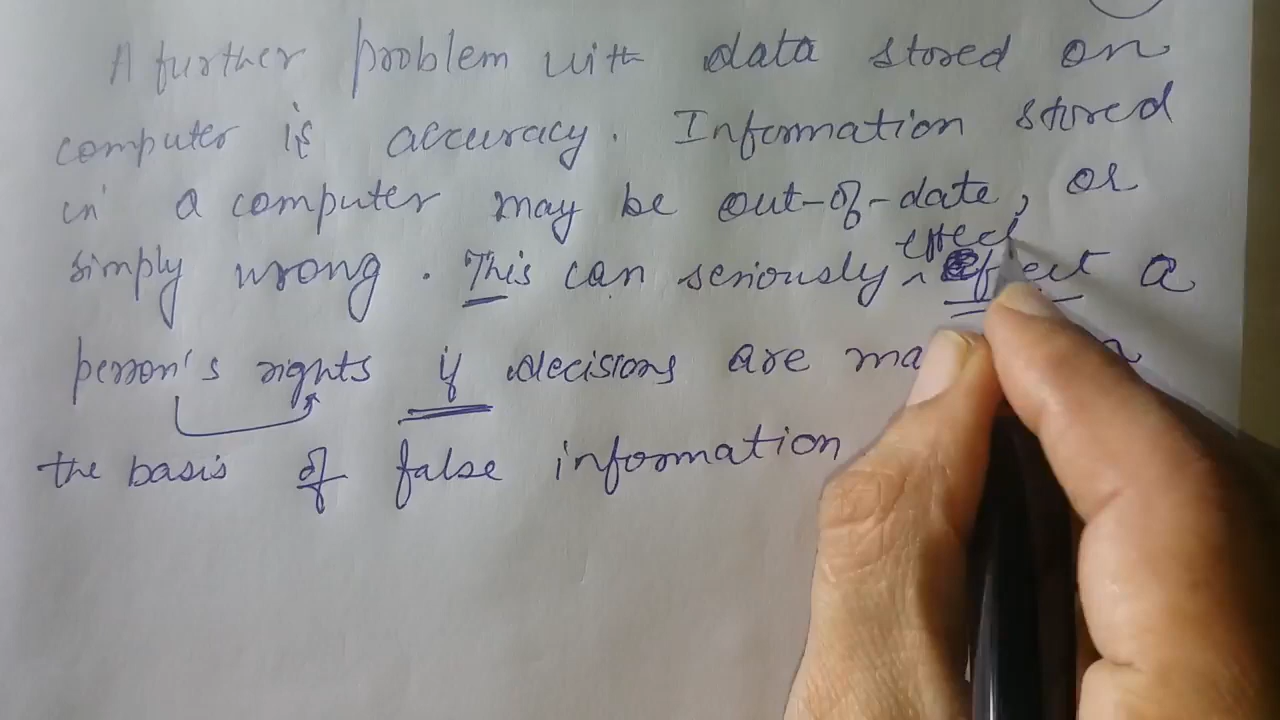 A further problem with data stored on
computer is accuracy. Information stored
in a computer may be out-of-date, or
effect
simply wrong. This can seriously ^ effect a
person's rights if decisions are
the basis of false information